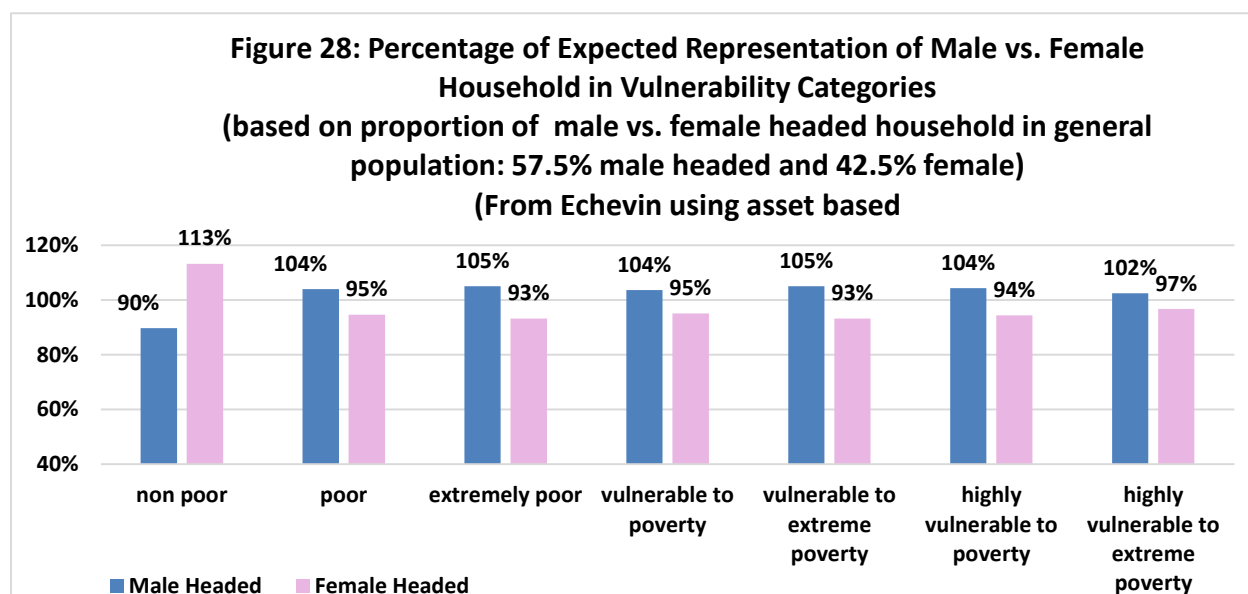 Figure 28: Percentage of Expected Representation of Male vs. Female
Household in Vulnerability Categories
(based on proportion of male vs. female headed household in general
population: 57.5% male headed and 42.5% female)
(From Echevin using asset based
120%
100%
80%
60%
40%
90%
113%
104%
95%
105%
93%
104%
95%
105%
93%
104%
94%
102%
97%
non poor
poor
extremely poor
vulnerable to
poverty
vulnerable to
extreme
poverty
highly
vulnerable to
poverty
highly
vulnerable to
extreme
poverty
Male Headed
Female Headed